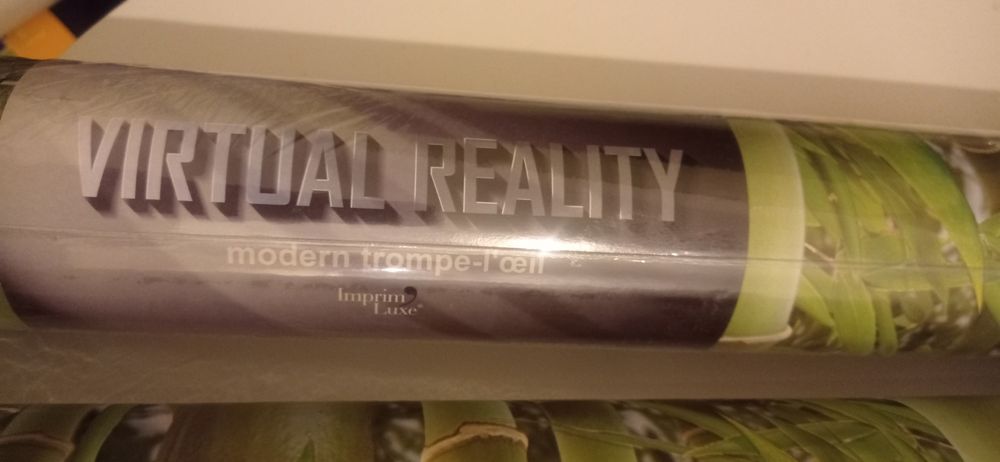 VIRTUAL REALITY
modern trompe-l'œil
Imprim'
Luxe®